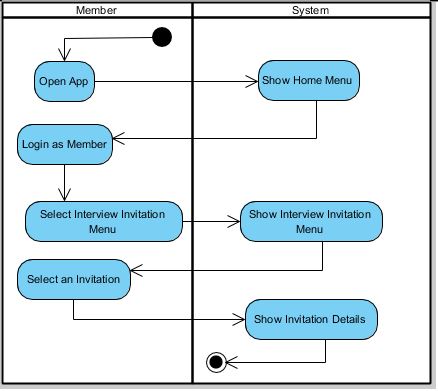 Member
System
Open App
Show Home Menu
Login as Member
Select Interview Invitation
Menu
Show Interview Invitation
Menu
Select an Invitation
Show Invitation Details